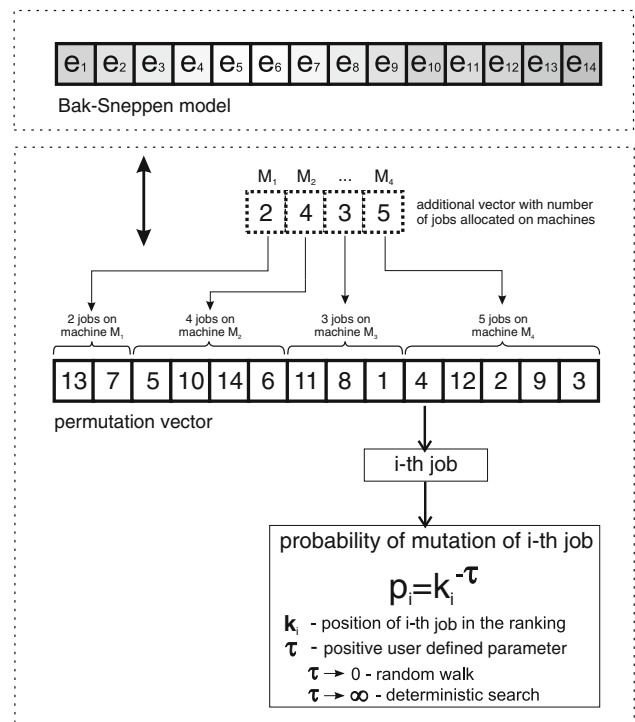 e₁ e₂ e₃ e₄ e₅ e₆ e₇ e₈ e₉ e₁₀ e₁₁ e₁₂ e₁₃ e₁₄
Bak-Sneppen model
M₁ M₂ ... M₄
2 4 3 5
additional vector with number
of jobs allocated on machines
2 jobs on
machine M₁
4 jobs on
machine M₂
3 jobs on
machine M₃
5 jobs on
machine M₄
13 7 5 10 14 6 11 8 1 4 12 2 9 3
permutation vector
i-th job
probability of mutation of i-th job
pᵢ=kᵢ^-τ
kᵢ - position of i-th job in the ranking
τ - positive user defined parameter
τ → 0 - random walk
τ → ∞ - deterministic search